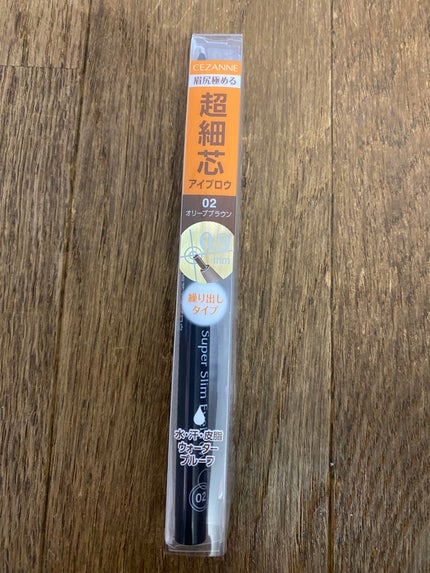 CEZANNE
眉尻極める
超細芯
アイブロウ
02
オリーブブラウン
mm
繰り出し
タイプ
Super Slim E
水・汗・皮脂
ウォーター
プルーフ
02